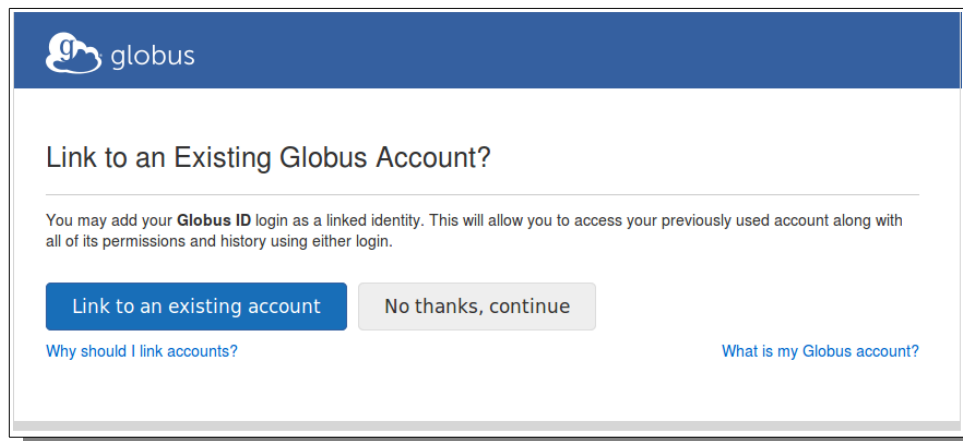 globus
Link to an Existing Globus Account?
You may add your Globus ID login as a linked identity. This will allow you to access your previously used account along with
all of its permissions and history using either login.
Link to an existing account
No thanks, continue
Why should I link accounts?
What is my Globus account?